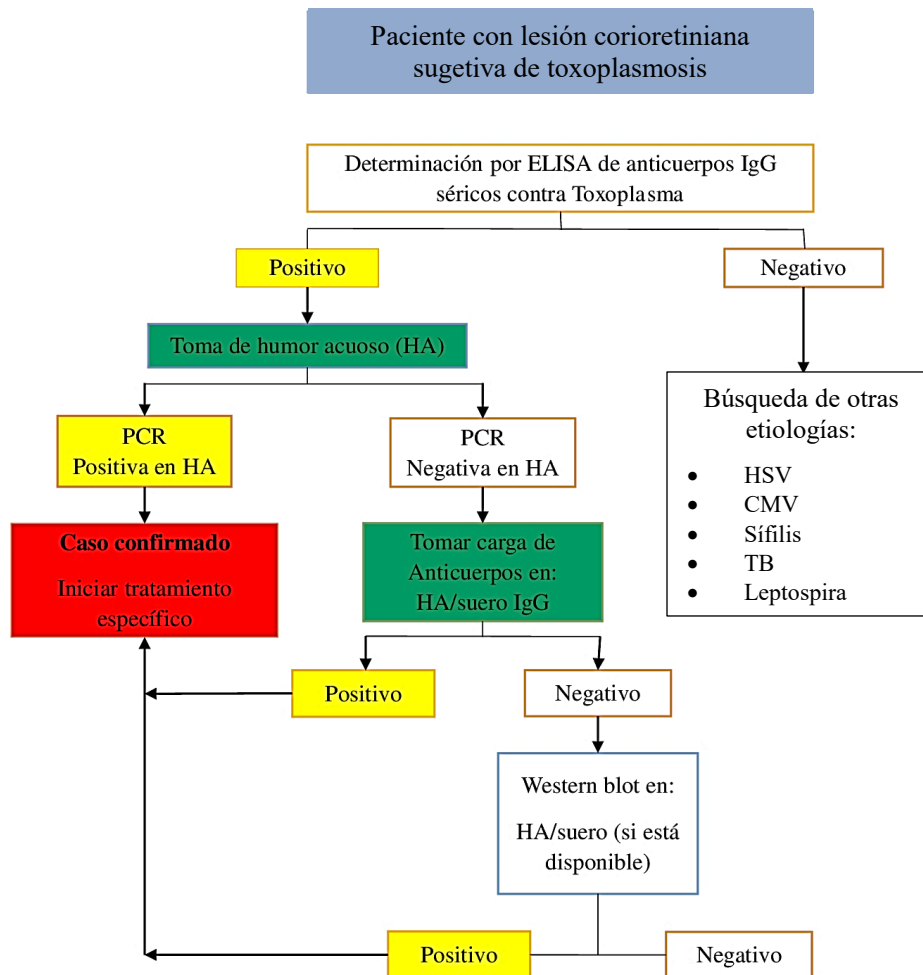 Paciente con lesión corioretiniana
sugetiva de toxoplasmosis
Determinación por ELISA de anticuerpos IgG
séricos contra Toxoplasma
Positivo
Negativo
Toma de humor acuoso (HA)
PCR
Positiva en HA
PCR
Negativa en HA
Búsqueda de otras
etiologías:
• HSV
• CMV
• Sífilis
• TB
• Leptospira
Caso confirmado
Iniciar tratamiento
específico
Tomar carga de
Anticuerpos en:
HA/suero IgG
Positivo
Negativo
Western blot en:
HA/suero (si está
disponible)
Positivo
Negativo